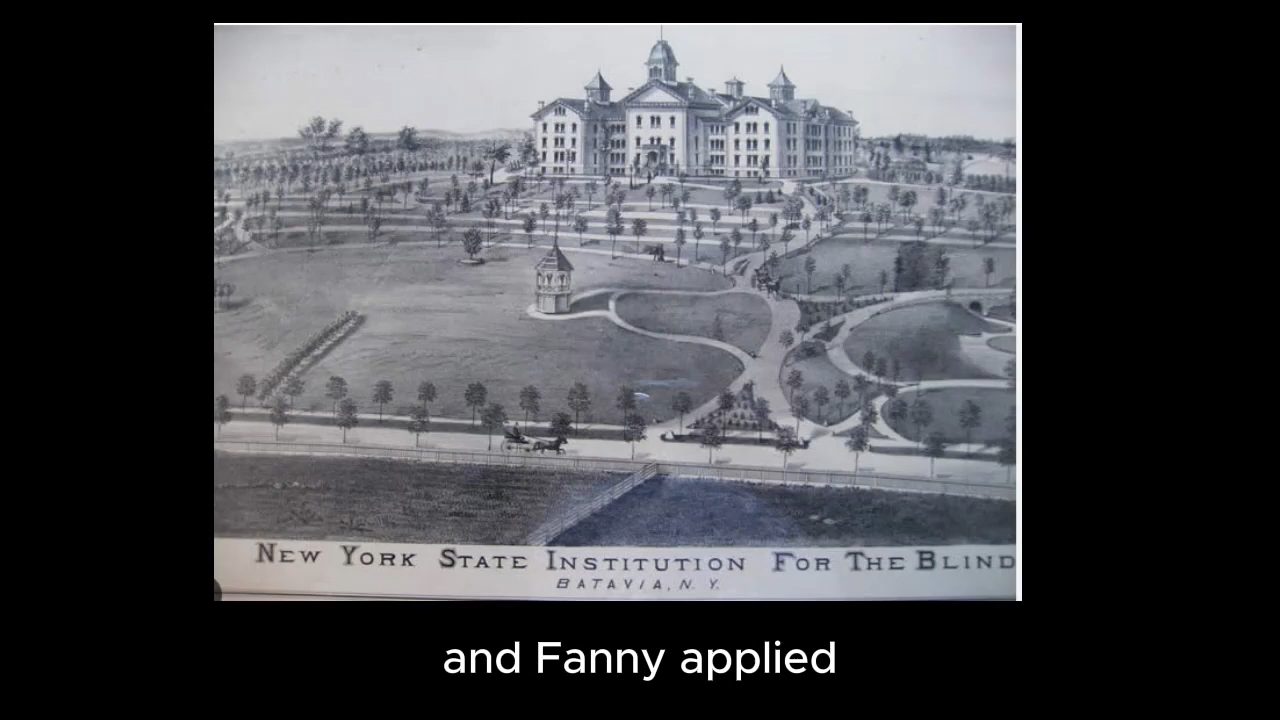 NEW YORK STATE INSTITUTION FOR THE BLIND
BATAVIA, N. Y.
and Fanny applied